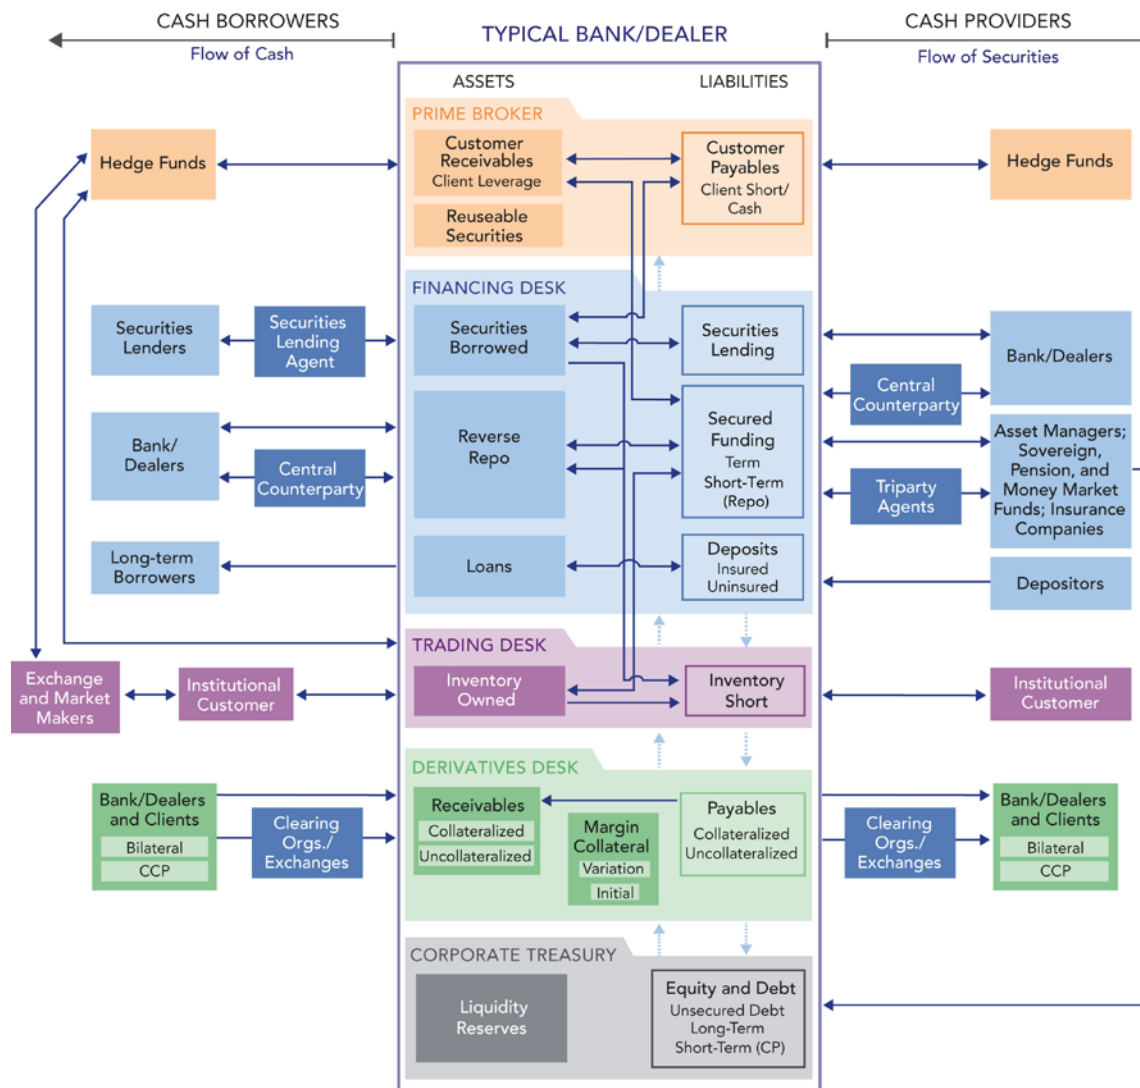 CASH BORROWERS
Flow of Cash
TYPICAL BANK/DEALER
CASH PROVIDERS
Flow of Securities
ASSETS
LIABILITIES
PRIME BROKER
Customer
Receivables
Client Leverage
Reuseable
Securities
Customer
Payables
Client Short/
Cash
Hedge Funds
Hedge Funds
FINANCING DESK
Securities
Lenders
Securities
Lending
Agent
Securities
Borrowed
Securities
Lending
Bank/Dealers
Central
Counterparty
Bank/
Dealers
Central
Counterparty
Reverse
Repo
Secured
Funding
Term
Short-Term
(Repo)
Asset Managers;
Sovereign,
Pension, and
Money Market
Funds; Insurance
Companies
Triparty
Agents
Long-term
Borrowers
Loans
Deposits
Insured
Uninsured
Depositors
TRADING DESK
Exchange
and Market
Makers
Institutional
Customer
Inventory
Owned
Inventory
Short
Institutional
Customer
DERIVATIVES DESK
Bank/Dealers
and Clients
Bilateral
CCP
Clearing
Orgs./
Exchanges
Receivables
Collateralized
Uncollateralized
Margin
Collateral
Variation
Initial
Payables
Collateralized
Uncollateralized
Clearing
Orgs./
Exchanges
Bank/Dealers
and Clients
Bilateral
CCP
CORPORATE TREASURY
Liquidity
Reserves
Equity and Debt
Unsecured Debt
Long-Term
Short-Term (CP)